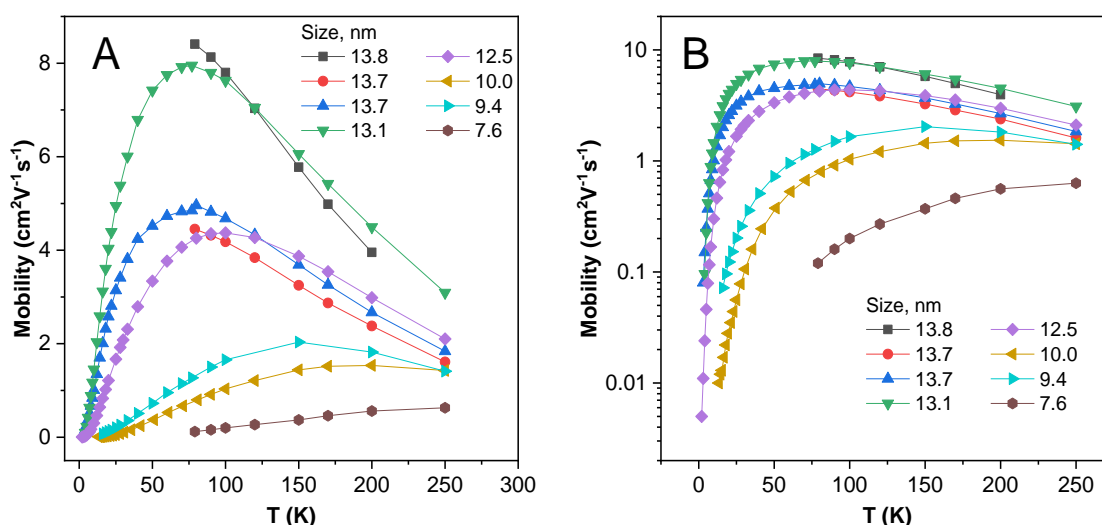 A
Size, nm
13.8
13.7
13.7
13.1
12.5
10.0
9.4
7.6
8
6
4
2
0
Mobility (cm²V⁻¹s⁻¹)
0 50 100 150 200 250 300
T (K)
B
10
1
0.1
0.01
Mobility (cm²V⁻¹s⁻¹)
Size, nm
13.8
13.7
13.7
13.1
12.5
10.0
9.4
7.6
0 50 100 150 200 250
T (K)